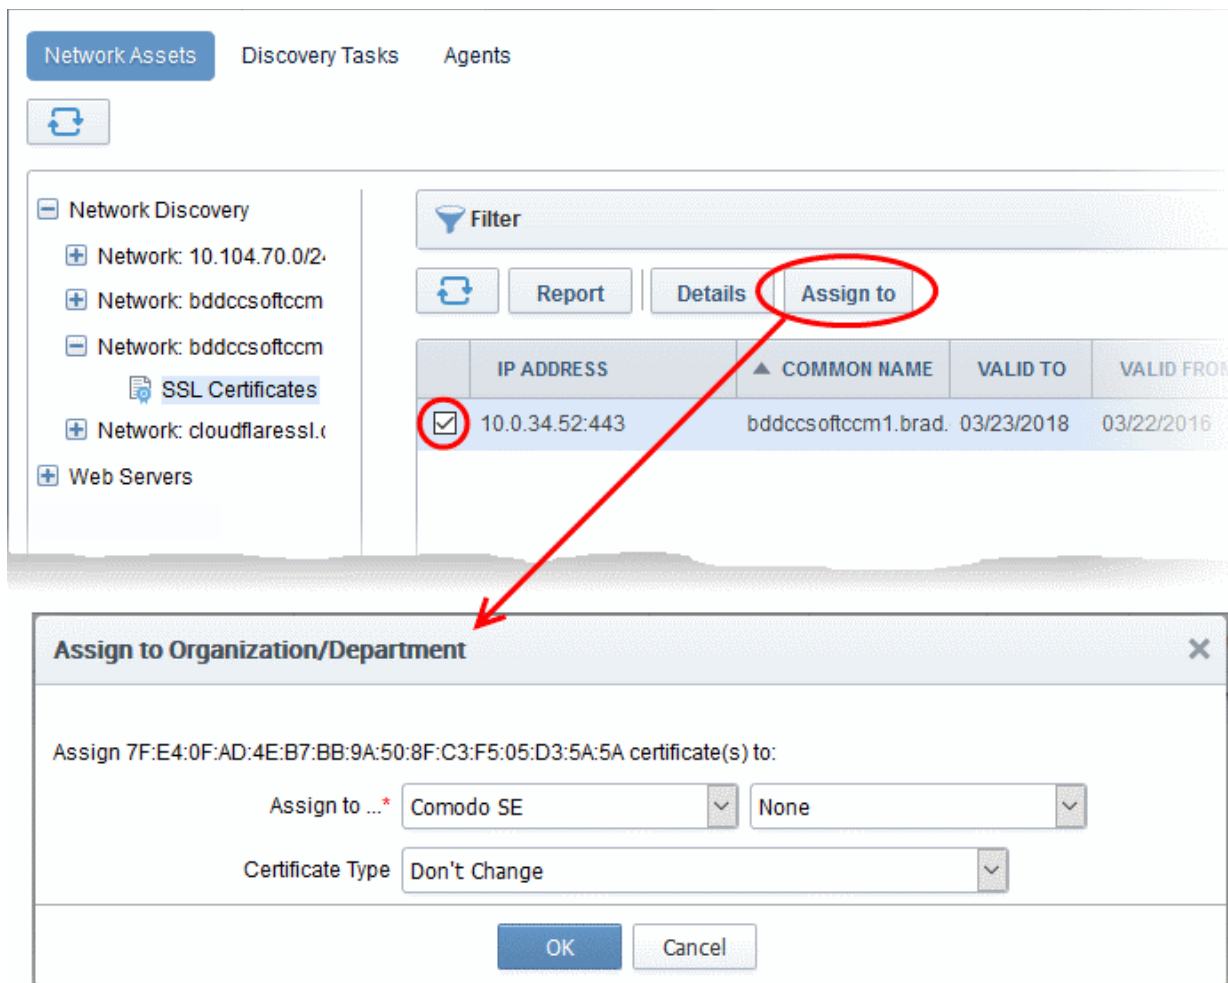 Network Assets Discovery Tasks Agents
Network Discovery
Network: 10.104.70.0/2
Network: bddccsoftccm
Network: bddccsoftccm
SSL Certificates
Network: cloudflaressl.
Web Servers
Filter
Report Details Assign to
IP ADDRESS COMMON NAME VALID TO VALID FROM
10.0.34.52:443 bddccsoftccm1.brad. 03/23/2018 03/22/2016
Assign to Organization/Department
Assign 7F:E4:0F:AD:4E:B7:BB:9A:50:8F:C3:F5:05:D3:5A:5A certificate(s) to:
Assign to ...* Comodo SE None
Certificate Type Don't Change
OK Cancel